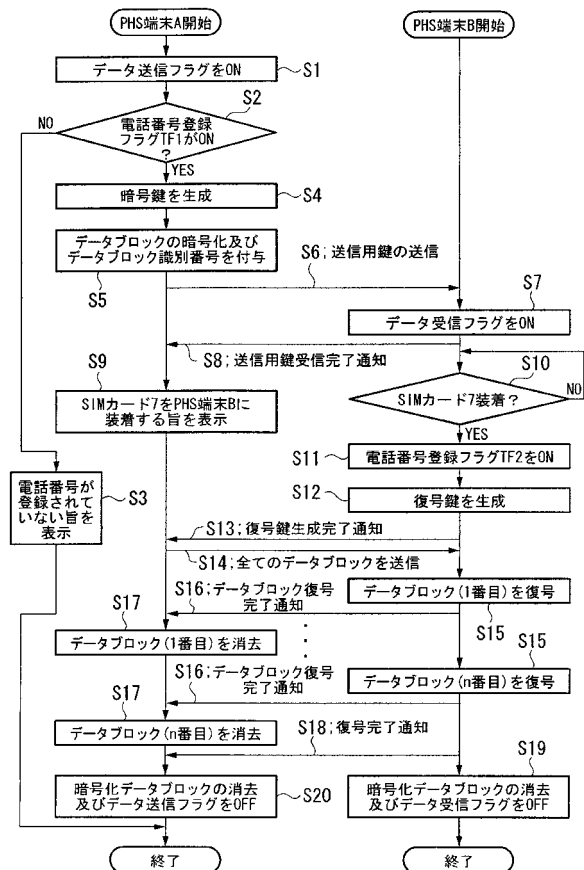 PHS端末A開始
PHS端末B開始
データ送信フラグをON
S1
S2
NO
電話番号登録
フラグTF1がON
?
YES
暗号鍵を生成
S4
データブロックの暗号化及び
データブロック識別番号を付与
S5
S6;送信用鍵の送信
S7
データ受信フラグをON
S8;送信用鍵受信完了通知
S9
S10
SIMカード7をPHS端末Bに
装着する旨を表示
SIMカード7装着?
NO
YES
S11
電話番号登録フラグTF2をON
S12
復号鍵を生成
電話番号が
登録されて
いない旨を
表示
S3
S13;復号鍵生成完了通知
S14;全てのデータブロックを送信
S16;データブロック復号
完了通知
データブロック(1番目)を復号
S15
S17
データブロック(1番目)を消去
S16;データブロック復号
完了通知
S15
データブロック(n番目)を復号
S17
データブロック(n番目)を消去
S18;復号完了通知
S19
暗号化データブロックの消去
及びデータ送信フラグをOFF
S20
暗号化データブロックの消去
及びデータ受信フラグをOFF
終了
終了